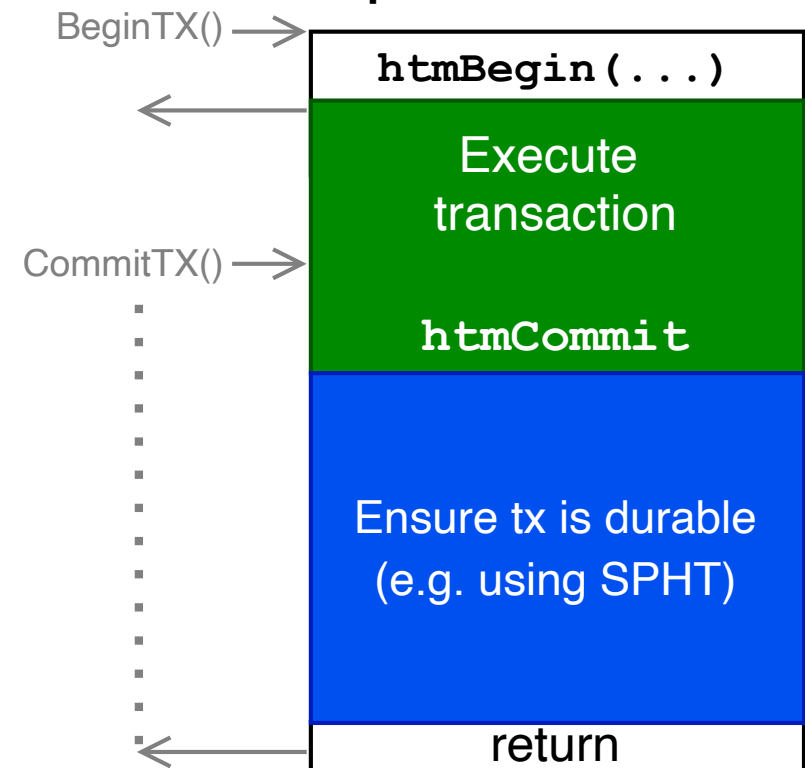 BeginTX()
htmBegin(...)
Execute
transaction
CommitTX()
htmCommit
Ensure tx is durable
(e.g. using SPHT)
return